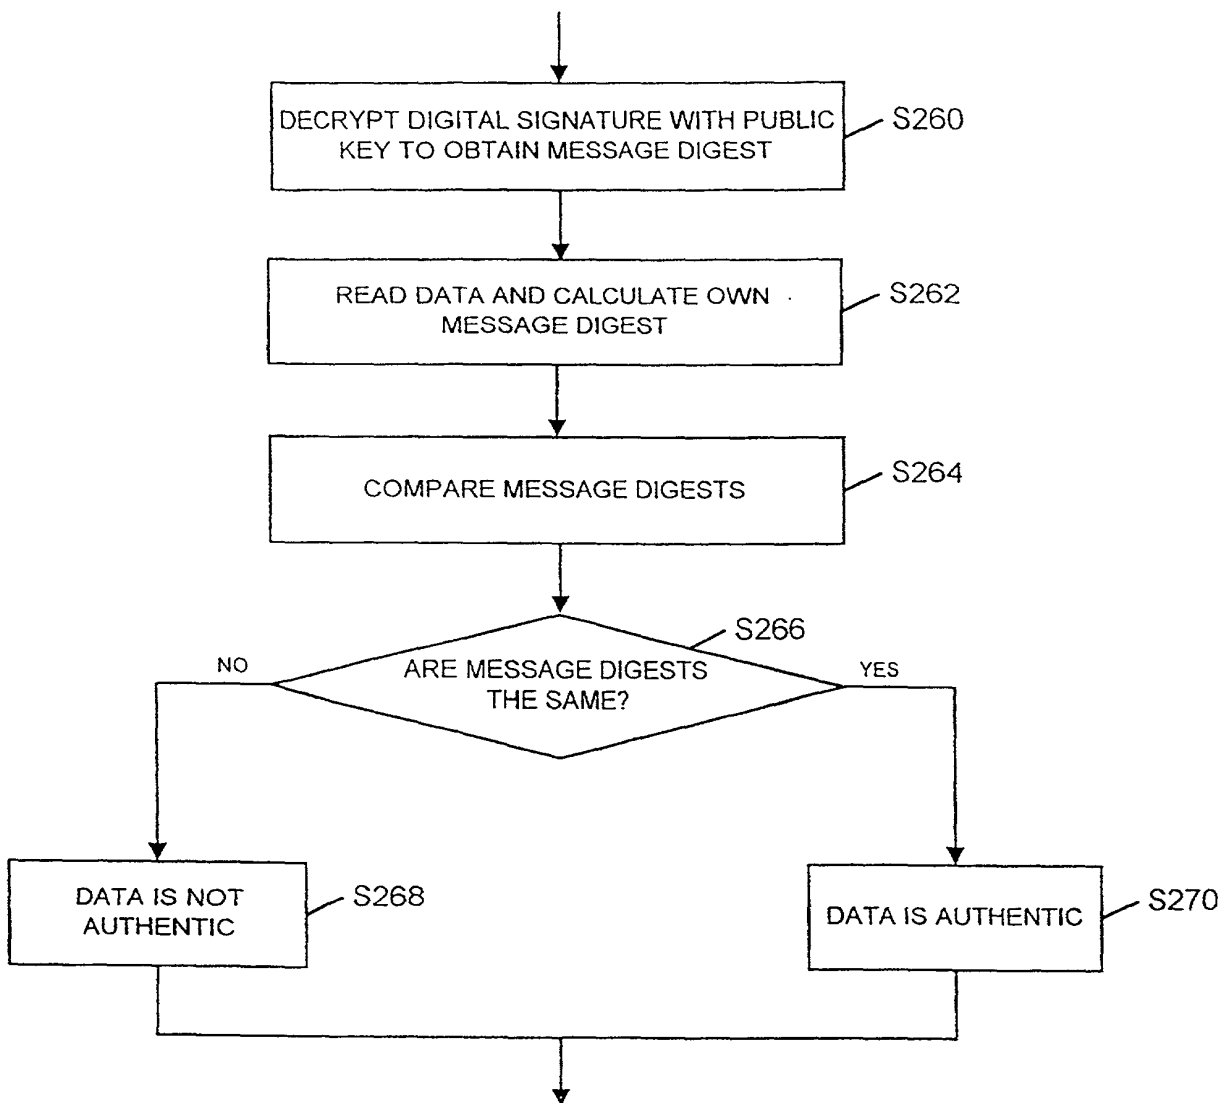 DECRYPT DIGITAL SIGNATURE WITH PUBLIC
KEY TO OBTAIN MESSAGE DIGEST
S260
READ DATA AND CALCULATE OWN
MESSAGE DIGEST
S262
COMPARE MESSAGE DIGESTS
S264
S266
NO
ARE MESSAGE DIGESTS
THE SAME?
YES
DATA IS NOT
AUTHENTIC
S268
DATA IS AUTHENTIC
S270